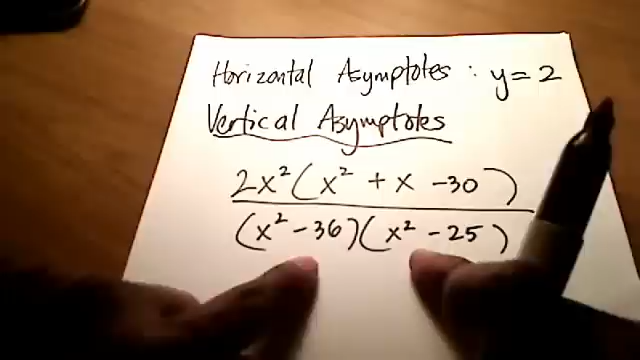 Horizontal Asymptotes : y = 2
Vertical Asymptotes
2x²(x² + x - 30)
(x² - 36)(x² - 25)